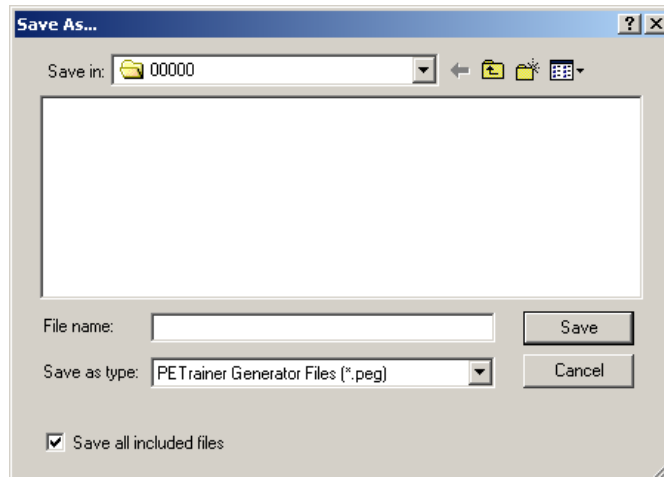 Save As...
Save in: 00000
File name:
Save
Save as type: PETrainer Generator Files (*.peg)
Cancel
Save all included files